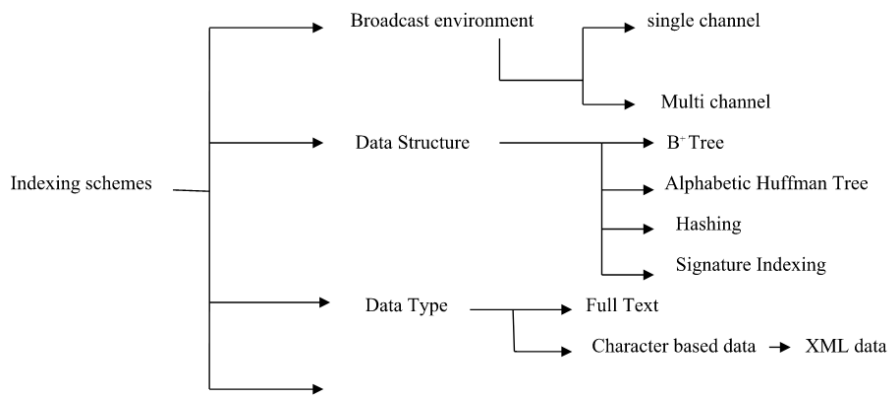 Broadcast environment
single channel
Multi channel
Data Structure
B+ Tree
Indexing schemes
Alphabetic Huffman Tree
Hashing
Signature Indexing
Data Type
Full Text
Character based data
XML data